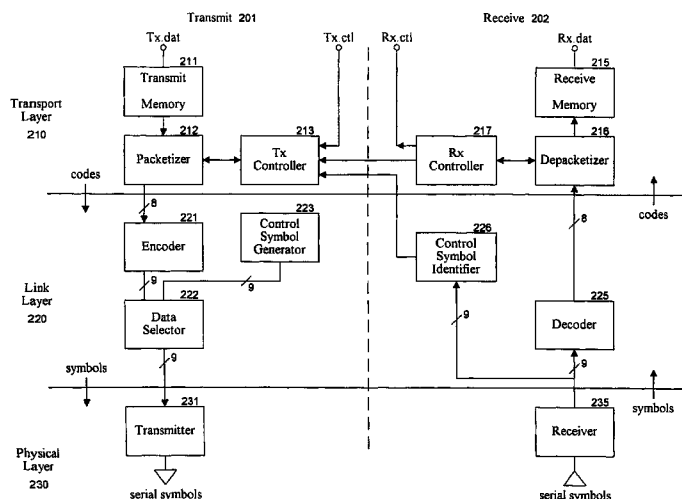 Transmit 201
Receive 202
Tx.dat
Tx.ctl
Rx.ctl
Rx.dat
211
Transmit
Memory
215
Receive
Memory
Transport
Layer
210
212
Packetizer
213
Tx
Controller
217
Rx Controller
216
Depacketizer
codes
codes
8
221
Encoder
223
Control
Symbol
Generator
226
Control
Symbol
Identifier
8
Link
Layer
220
9
222
Data
Selector
9
9
225
Decoder
9
9
symbols
symbols
231
Transmitter
235
Receiver
Physical
Layer
230
serial symbols
serial symbols